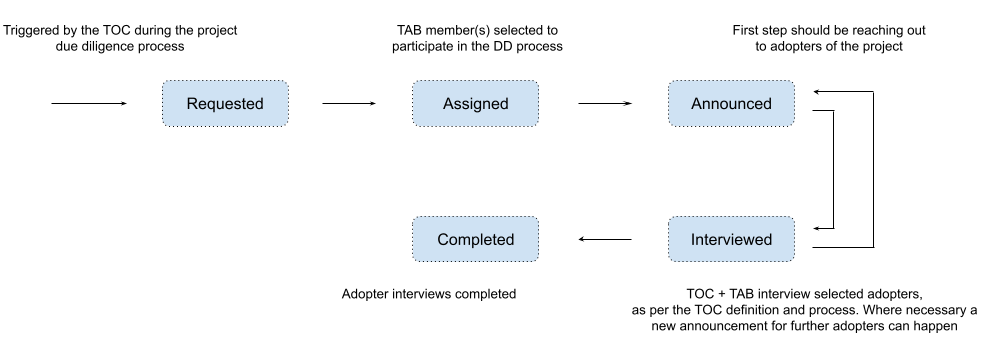 Triggered by the TOC during the project
due diligence process
TAB member(s) selected to
participate in the DD process
First step should be reaching out
to adopters of the project
Requested
Assigned
Announced
Completed
Interviewed
Adopter interviews completed
TOC + TAB interview selected adopters,
as per the TOC definition and process. Where necessary a
new announcement for further adopters can happen